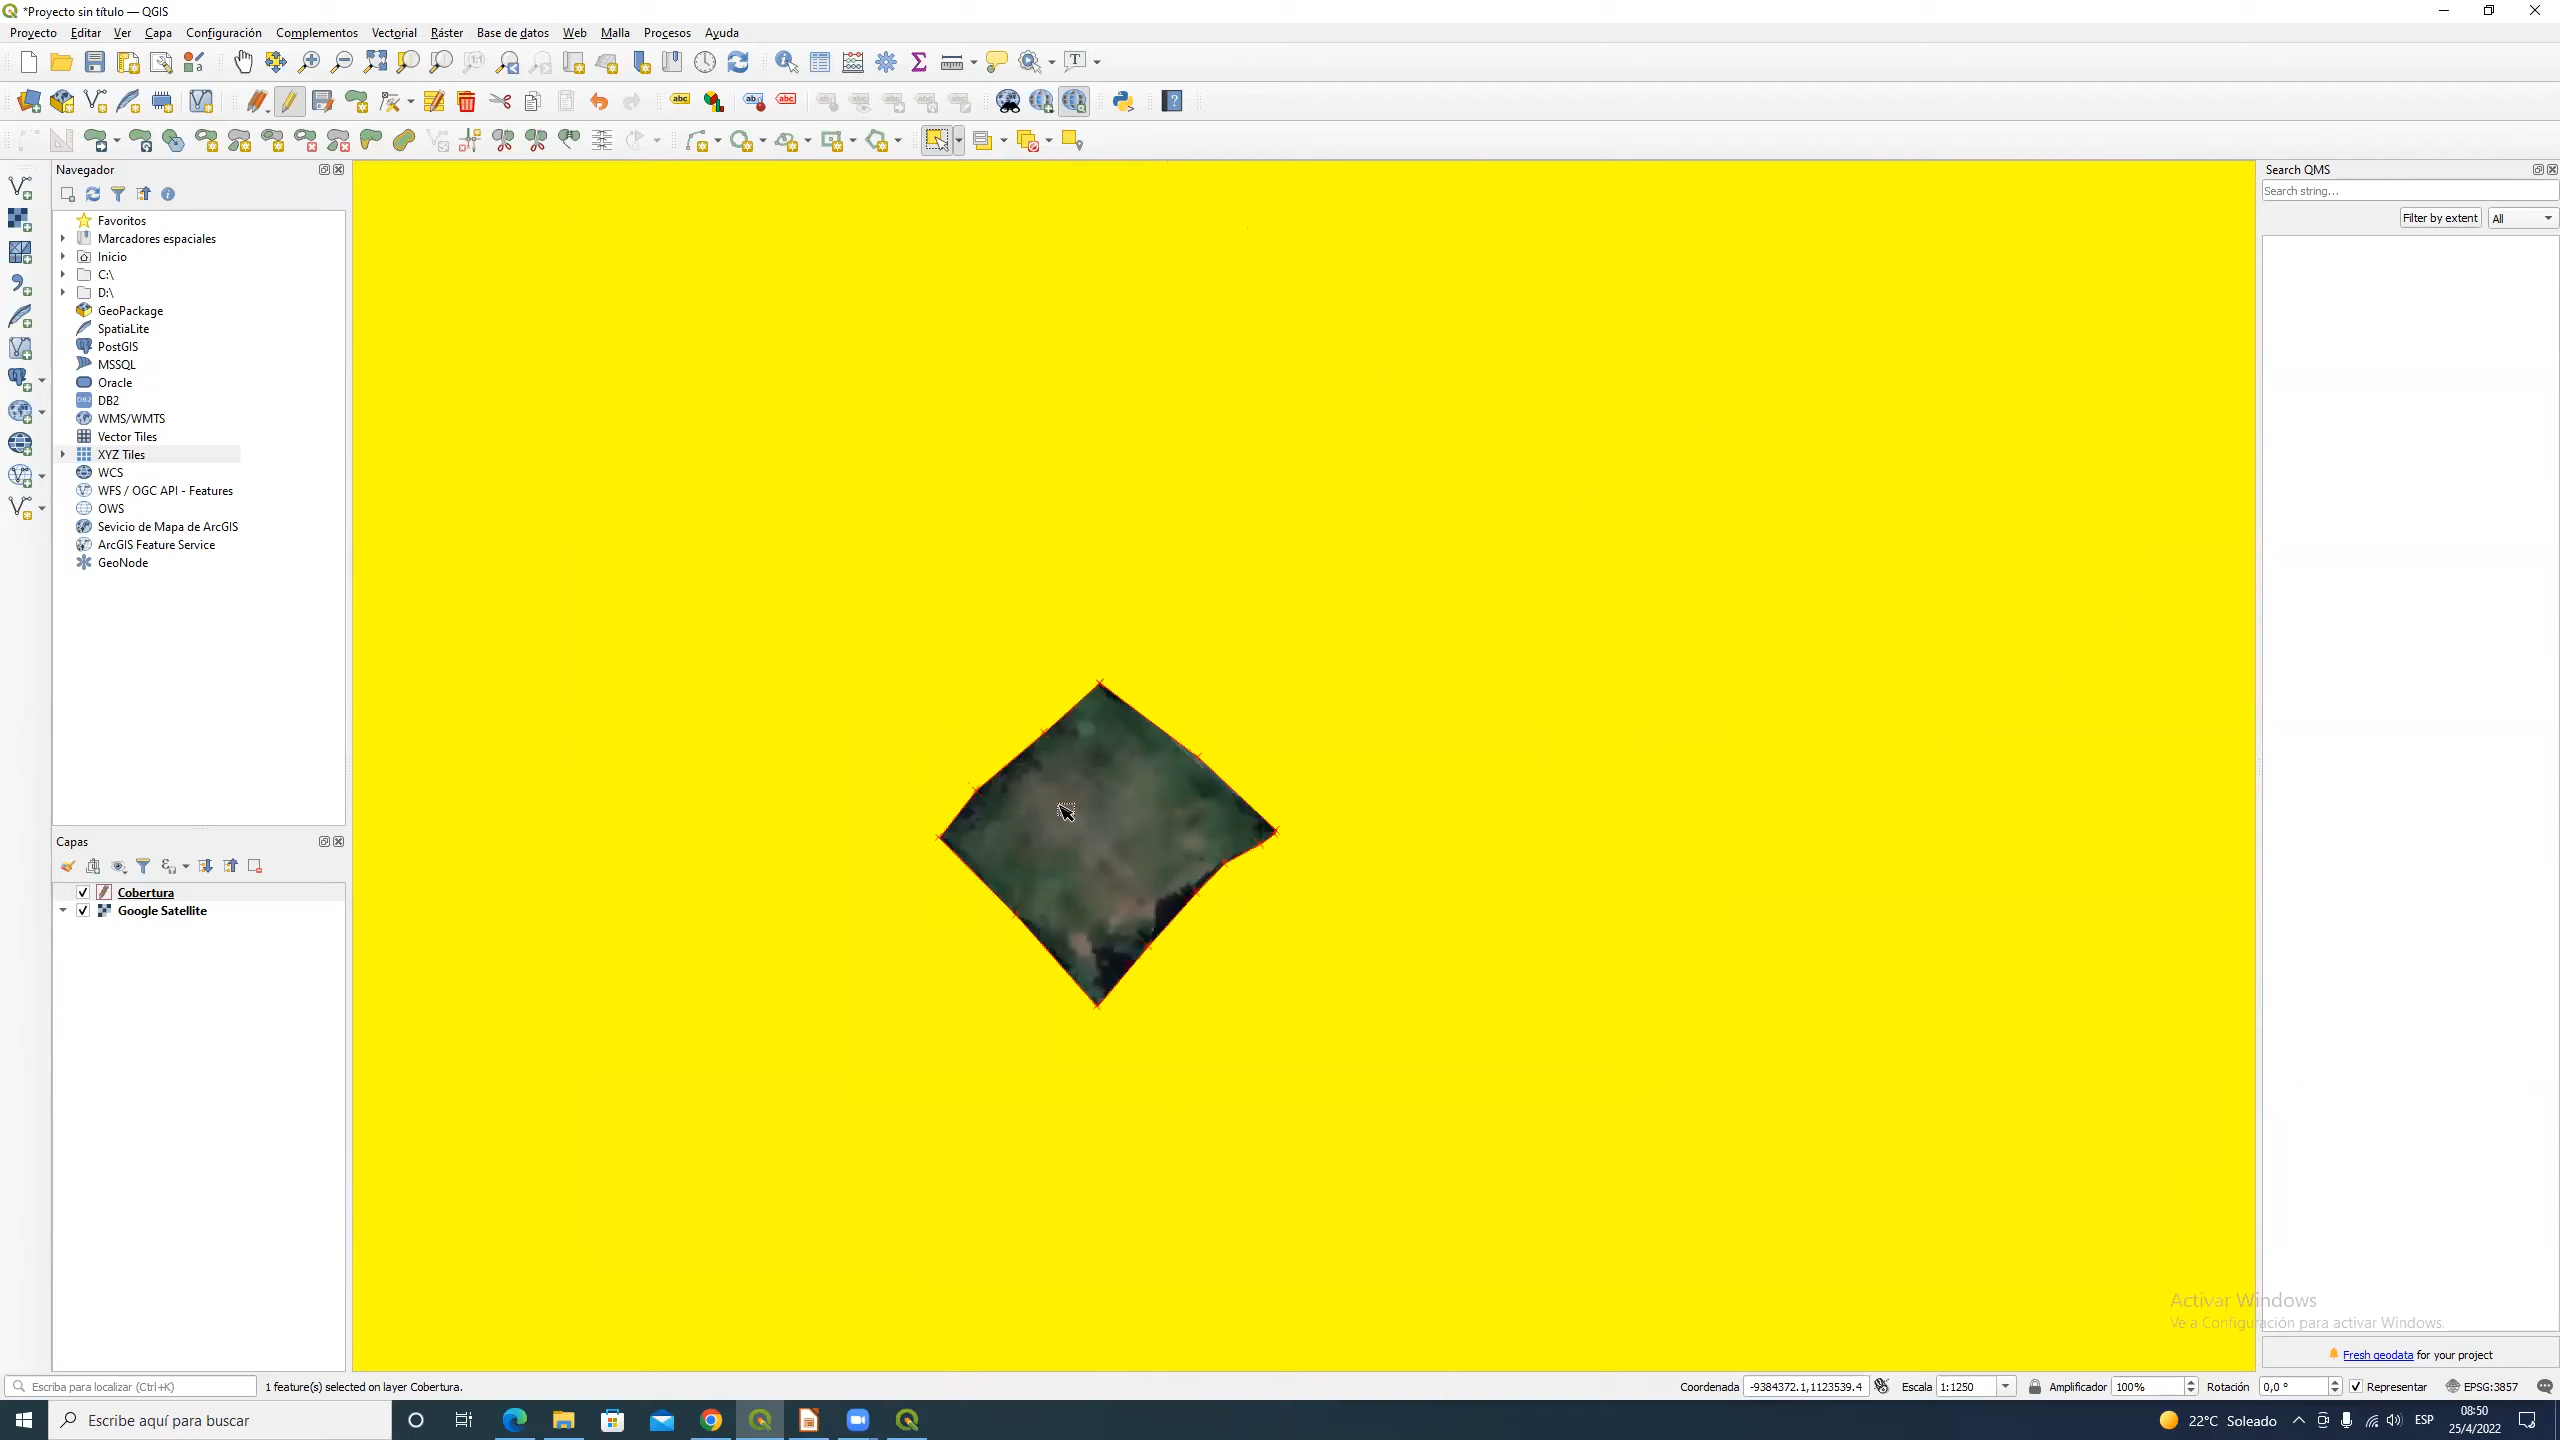 *Proyecto sin título — QGIS
Proyecto Editar Ver Capa Configuración Complementos Vectorial Ráster Base de datos Web Malla Procesos Ayuda
Navegador
Favoritos
Marcadores espaciales
Inicio
C:\
D:\
GeoPackage
SpatiaLite
PostGIS
MSSQL
Oracle
DB2
WMS/WMTS
Vector Tiles
XYZ Tiles
WCS
WFS / OGC API - Features
OWS
Sevicio de Mapa de ArcGIS
ArcGIS Feature Service
GeoNode
Capas
Cobertura
Google Satellite
Search QMS
Search string...
Filter by extent All
Activar Windows
Ve a Configuración para activar Windows.
Fresh geodata for your project
Escriba para localizar (Ctrl+K) 1 feature(s) selected on layer Cobertura. Coordenada -9384372.1,1123539.4 Escala 1:1250 Amplificador 100% Rotación 0,0 ° Representar EPSG:3857
Escribe aquí para buscar
22°C Soleado ESP
08:50
25/4/2022